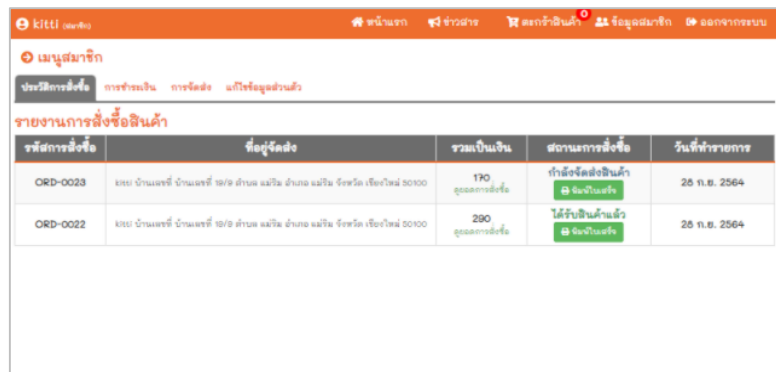 kitti (สมาชิก) หน้าแรก ข่าวสาร ตะกร้าสินค้า 0 ข้อมูลสมาชิก ออกจากระบบ
เมนูสมาชิก
ประวัติการสั่งซื้อ การชำระเงิน การจัดส่ง แก้ไขข้อมูลส่วนตัว
รายงานการสั่งซื้อสินค้า
รหัสการสั่งซื้อ ที่อยู่จัดส่ง รวมเป็นเงิน สถานะการสั่งซื้อ วันที่ทำรายการ
ORD-0023 kitti บ้านเลขที่ บ้านเลขที่ 19/9 ตำบล แม่ริม อำเภอ แม่ริม จังหวัด เชียงใหม่ 50100 170 กำลังจัดส่งสินค้า 28 ก.ย. 2564
ดูยอดการสั่งซื้อ พิมพ์ใบเสร็จ
ORD-0022 kitti บ้านเลขที่ บ้านเลขที่ 19/9 ตำบล แม่ริม อำเภอ แม่ริม จังหวัด เชียงใหม่ 50100 290 ได้รับสินค้าแล้ว 28 ก.ย. 2564
ดูยอดการสั่งซื้อ พิมพ์ใบเสร็จ